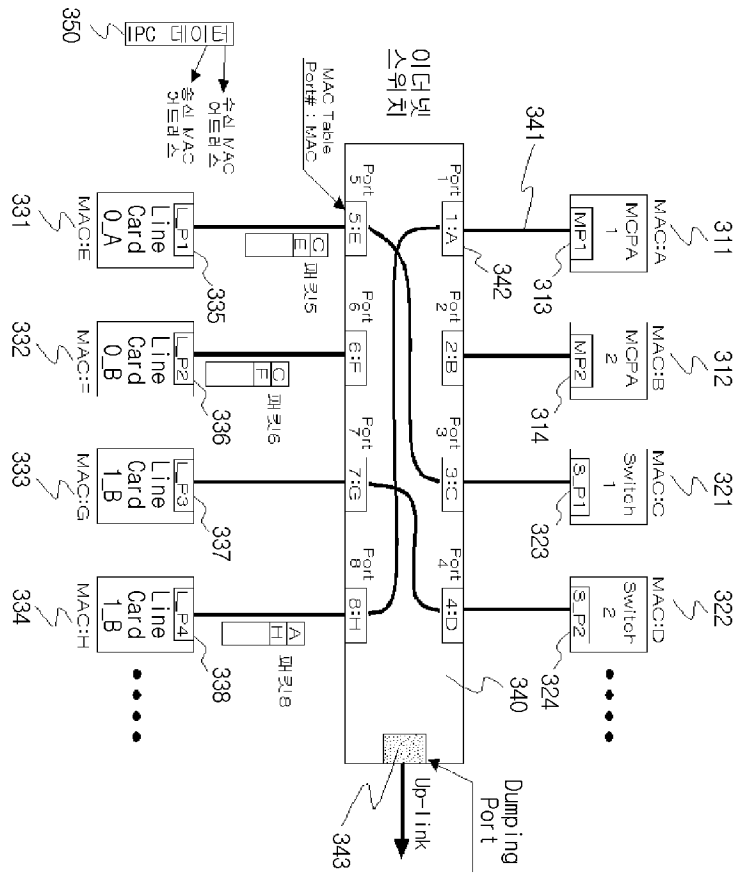 350
IPC 데이터
수신 MAC
어드레스
송신 MAC
어드레스
이더넷
스위치
MAC Table
Port# : MAC
341
MAC:A
MCPA
1
MP1
311
313
MAC:B
MCPA
2
MP2
312
314
MAC:C
Switch
1
S_P1
321
323
MAC:D
Switch
2
S_P2
322
324
Port
1
1:A
342
Port
2
2:B
Port
3
3:C
Port
4
4:D
340
Port
5
5:E
Port
6
6:F
Port
7
7:G
Port
8
8:H
Dumping
Port
Up-link
343
C
E
패킷5
C
F
패킷6
A
H
패킷8
L_P1
Line
Card
0_A
MAC:E
331
335
L_P2
Line
Card
0_B
MAC:F
332
336
L_P3
Line
Card
1_B
MAC:G
333
337
L_P4
Line
Card
1_B
MAC:H
334
338